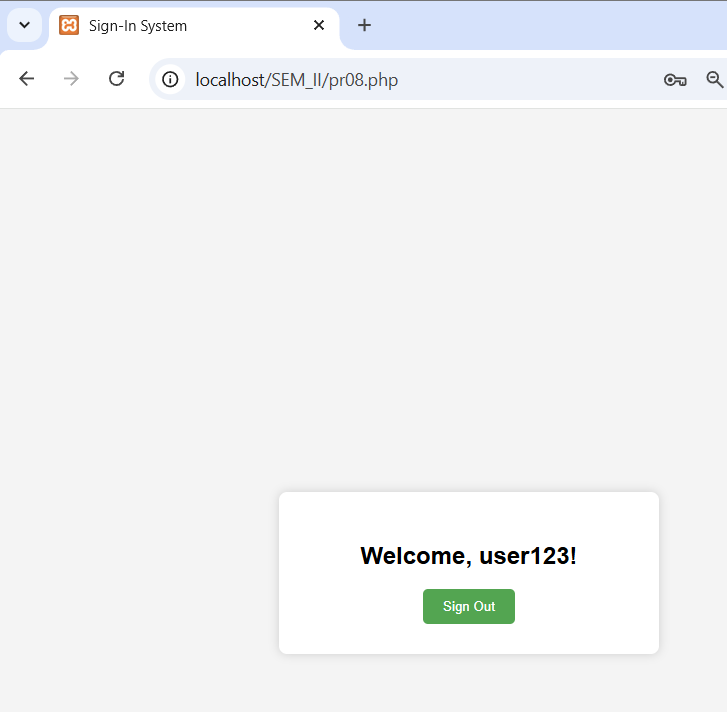 Sign-In System
localhost/SEM_II/pr08.php
Welcome, user123!
Sign Out